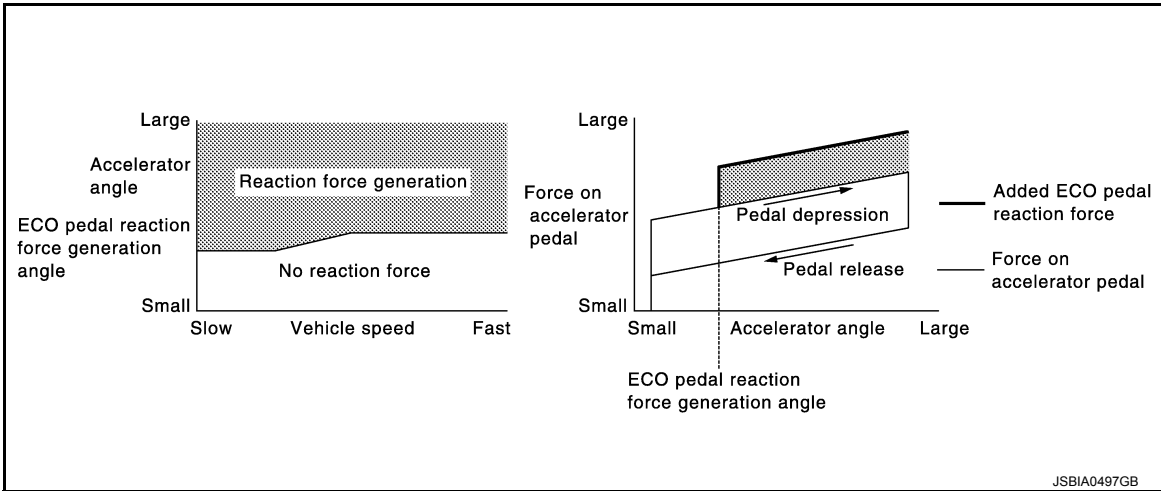 Large
Accelerator
angle
ECO pedal reaction
force generation
angle
Small
Reaction force generation
No reaction force
Slow
Vehicle speed
Fast
Large
Force on
accelerator
pedal
Small
Pedal depression
Pedal release
Small
Accelerator angle
Large
ECO pedal reaction
force generation angle
Added ECO pedal
reaction force
Force on
accelerator pedal
JSBIA0497GB